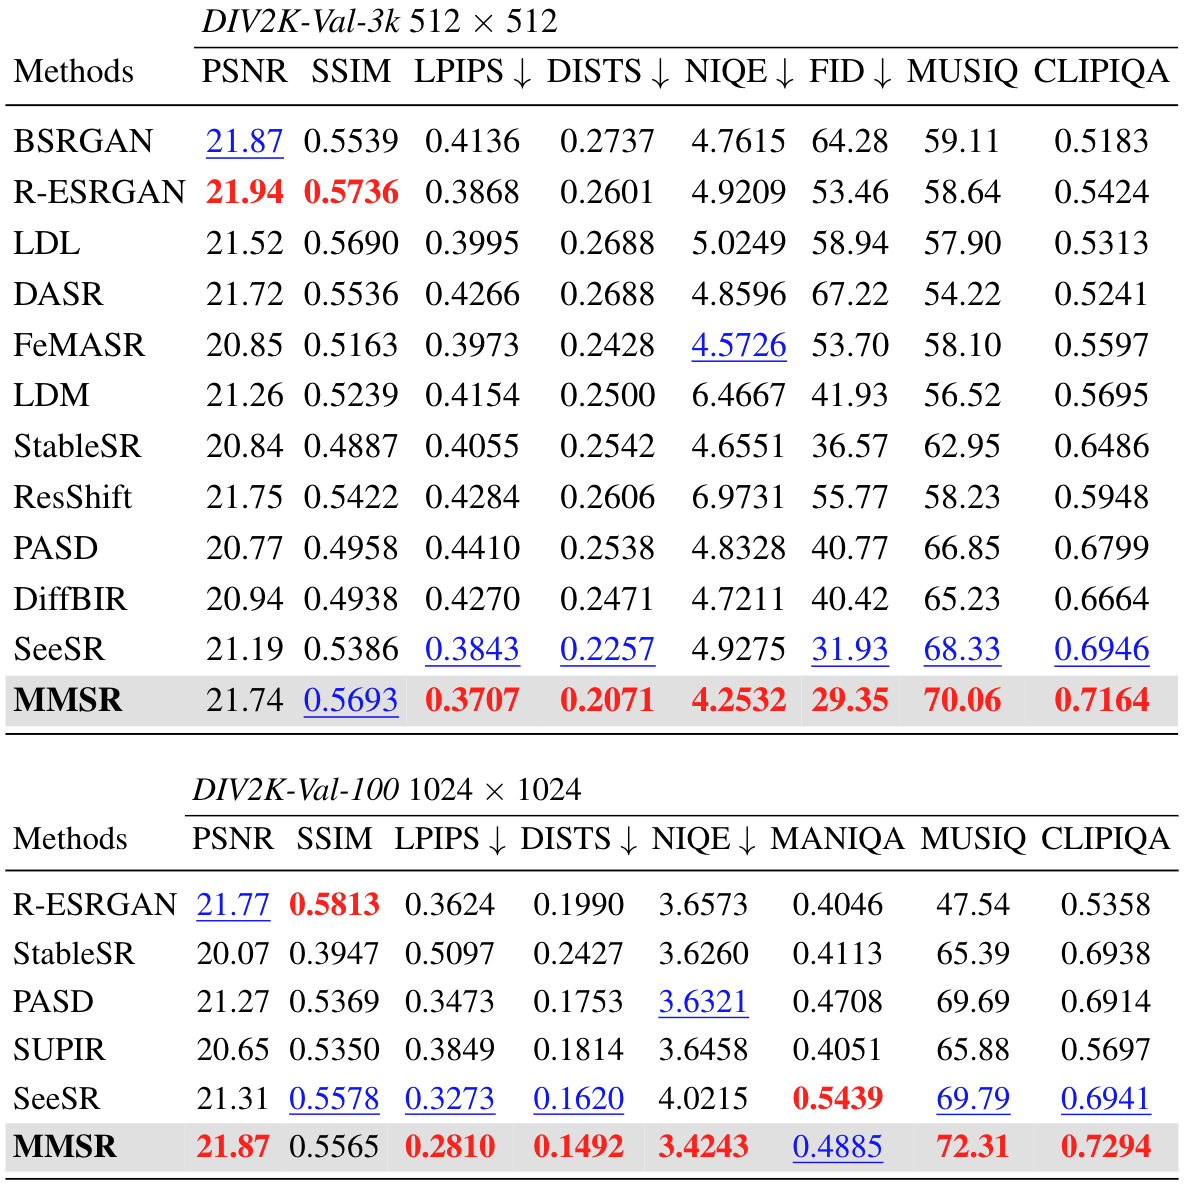 DIV2K-Val-3k 512 × 512
Methods PSNR SSIM LPIPS ↓ DISTS ↓ NIQE ↓ FID ↓ MUSIQ CLIPIQA
BSRGAN 21.87 0.5539 0.4136 0.2737 4.7615 64.28 59.11 0.5183
R-ESRGAN 21.94 0.5736 0.3868 0.2601 4.9209 53.46 58.64 0.5424
LDL 21.52 0.5690 0.3995 0.2688 5.0249 58.94 57.90 0.5313
DASR 21.72 0.5536 0.4266 0.2688 4.8596 67.22 54.22 0.5241
FeMASR 20.85 0.5163 0.3973 0.2428 4.5726 53.70 58.10 0.5597
LDM 21.26 0.5239 0.4154 0.2500 6.4667 41.93 56.52 0.5695
StableSR 20.84 0.4887 0.4055 0.2542 4.6551 36.57 62.95 0.6486
ResShift 21.75 0.5422 0.4284 0.2606 6.9731 55.77 58.23 0.5948
PASD 20.77 0.4958 0.4410 0.2538 4.8328 40.77 66.85 0.6799
DiffBIR 20.94 0.4938 0.4270 0.2471 4.7211 40.42 65.23 0.6664
SeeSR 21.19 0.5386 0.3843 0.2257 4.9275 31.93 68.33 0.6946
MMSR 21.74 0.5693 0.3707 0.2071 4.2532 29.35 70.06 0.7164
DIV2K-Val-100 1024 × 1024
Methods PSNR SSIM LPIPS ↓ DISTS ↓ NIQE ↓ MANIQA MUSIQ CLIPIQA
R-ESRGAN 21.77 0.5813 0.3624 0.1990 3.6573 0.4046 47.54 0.5358
StableSR 20.07 0.3947 0.5097 0.2427 3.6260 0.4113 65.39 0.6938
PASD 21.27 0.5369 0.3473 0.1753 3.6321 0.4708 69.69 0.6914
SUPIR 20.65 0.5350 0.3849 0.1814 3.6458 0.4051 65.88 0.5697
SeeSR 21.31 0.5578 0.3273 0.1620 4.0215 0.5439 69.79 0.6941
MMSR 21.87 0.5565 0.2810 0.1492 3.4243 0.4885 72.31 0.7294